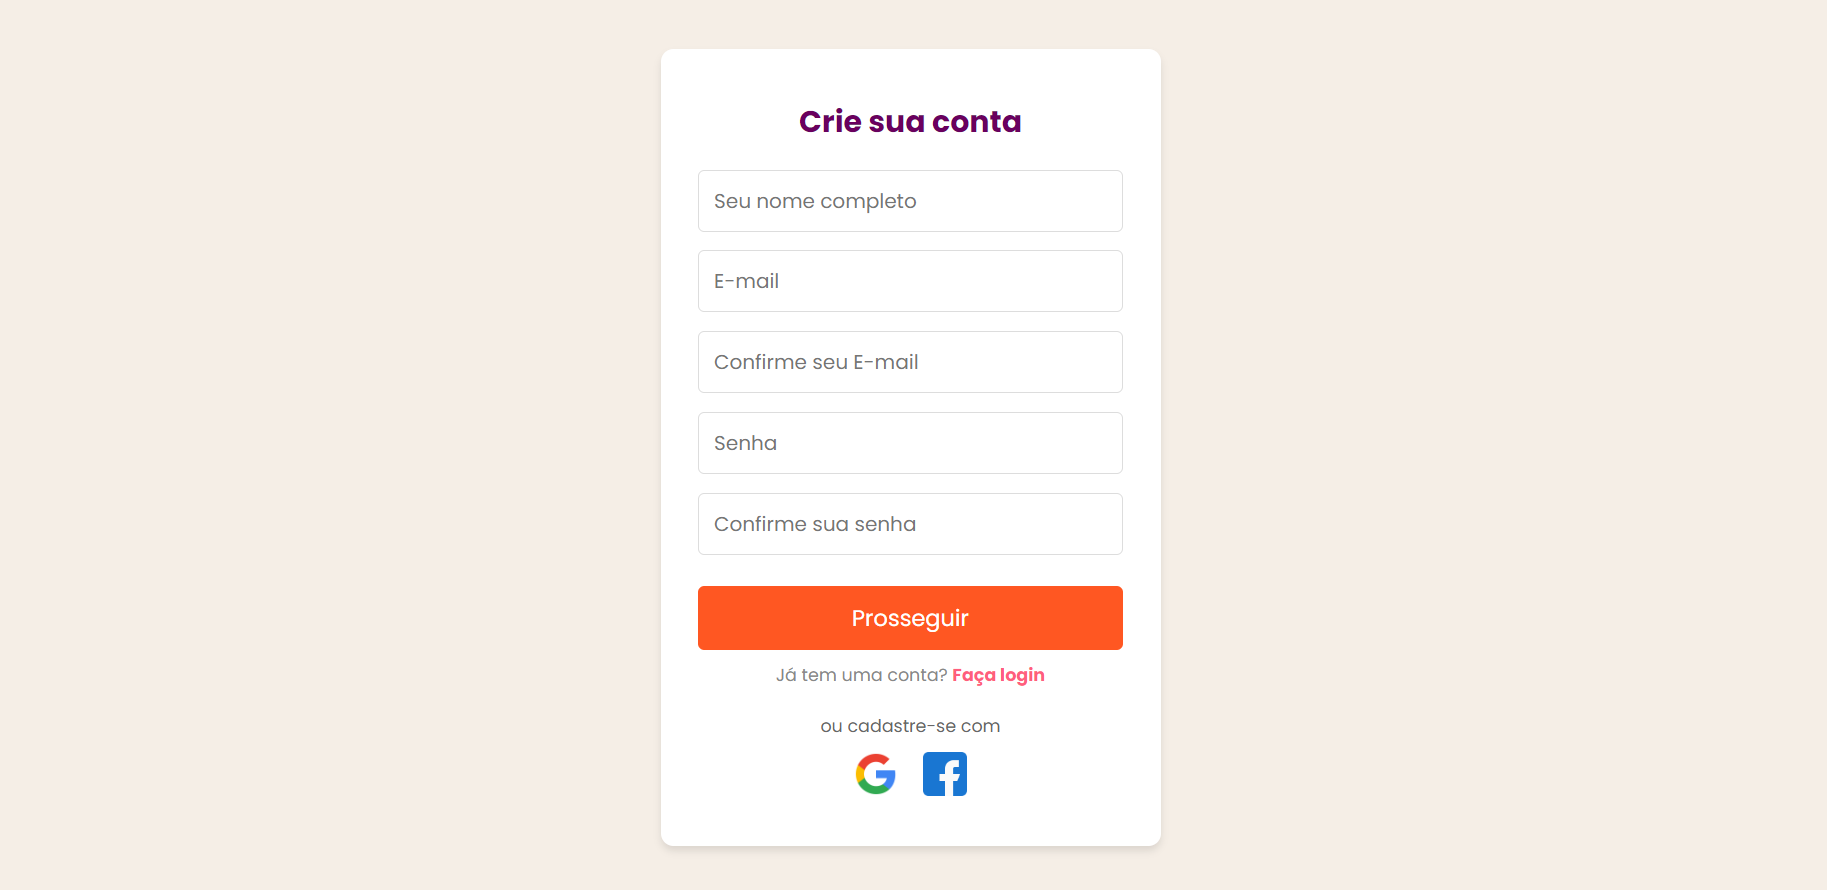 Crie sua conta
Seu nome completo
E-mail
Confirme seu E-mail
Senha
Confirme sua senha
Prosseguir
Já tem uma conta? Faça login
ou cadastre-se com